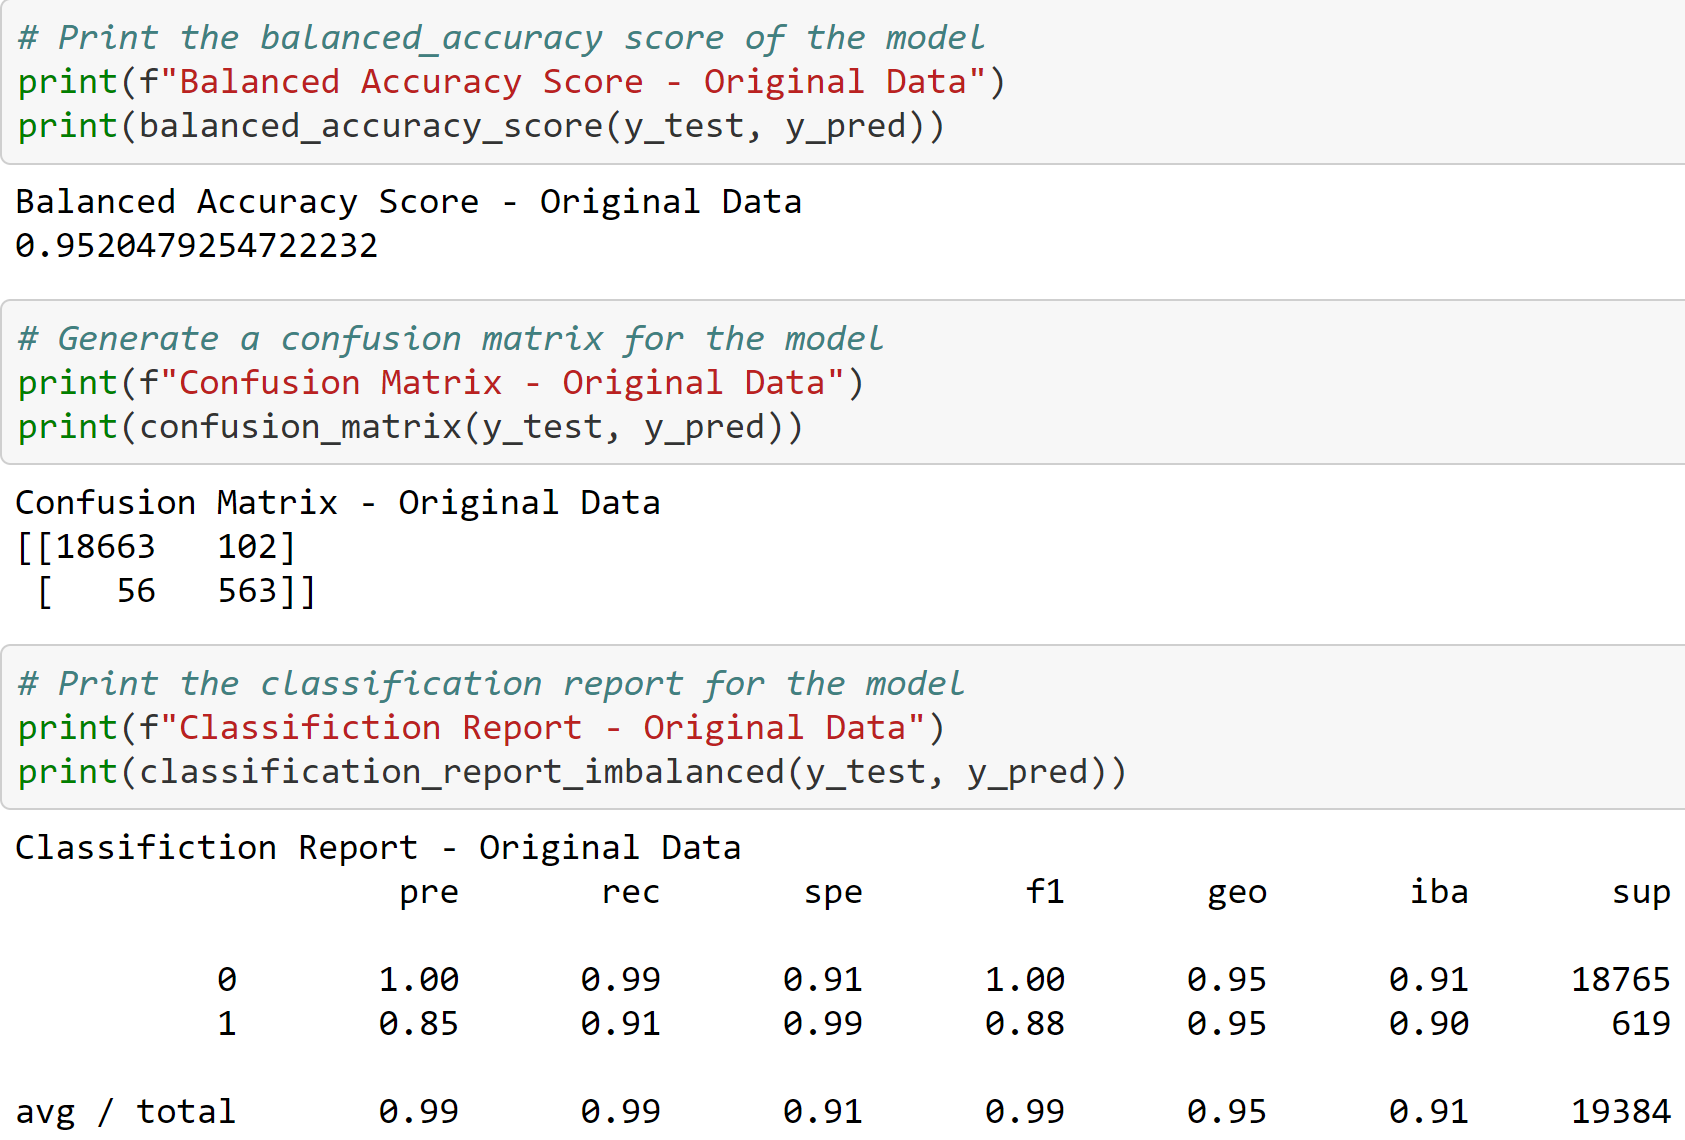 # Print the balanced_accuracy score of the model
print(f"Balanced Accuracy Score - Original Data")
print(balanced_accuracy_score(y_test, y_pred))
Balanced Accuracy Score - Original Data
0.9520479254722232
# Generate a confusion matrix for the model
print(f"Confusion Matrix - Original Data")
print(confusion_matrix(y_test, y_pred))
Confusion Matrix - Original Data
[[18663   102]
 [   56   563]]
# Print the classification report for the model
print(f"Classifiction Report - Original Data")
print(classification_report_imbalanced(y_test, y_pred))
Classifiction Report - Original Data
                   pre       rec       spe        f1       geo       iba       sup
          0       1.00      0.99      0.91      1.00      0.95      0.91     18765
          1       0.85      0.91      0.99      0.88      0.95      0.90       619
avg / total       0.99      0.99      0.91      0.99      0.95      0.91     19384